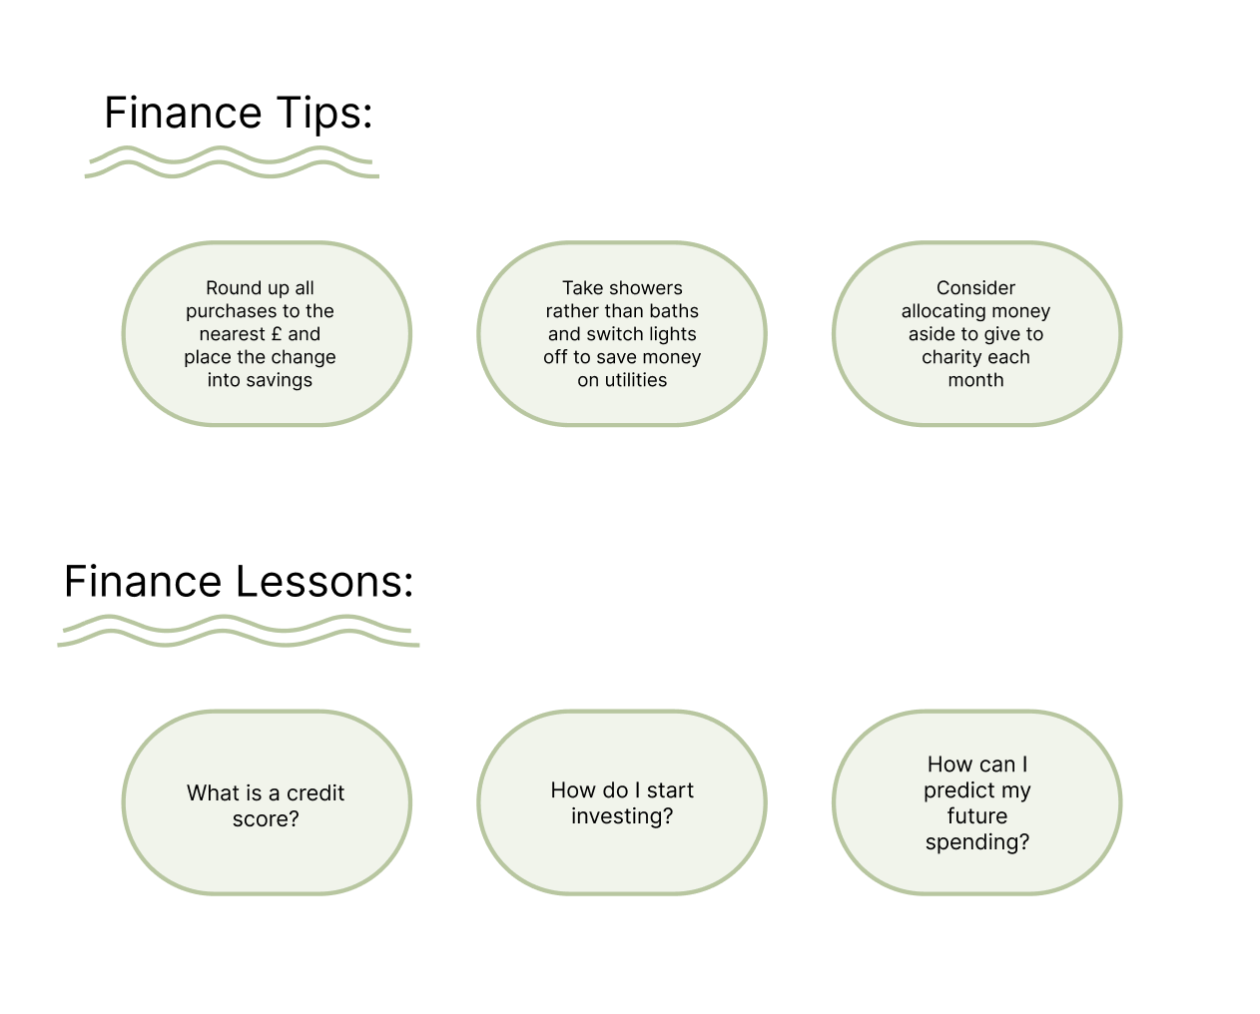 Finance Tips:
Round up all
purchases to the
nearest £ and
place the change
into savings
Take showers
rather than baths
and switch lights
off to save money
on utilities
Consider
allocating money
aside to give to
charity each
month
Finance Lessons:
What is a credit
score?
How do I start
investing?
How can I
predict my
future
spending?